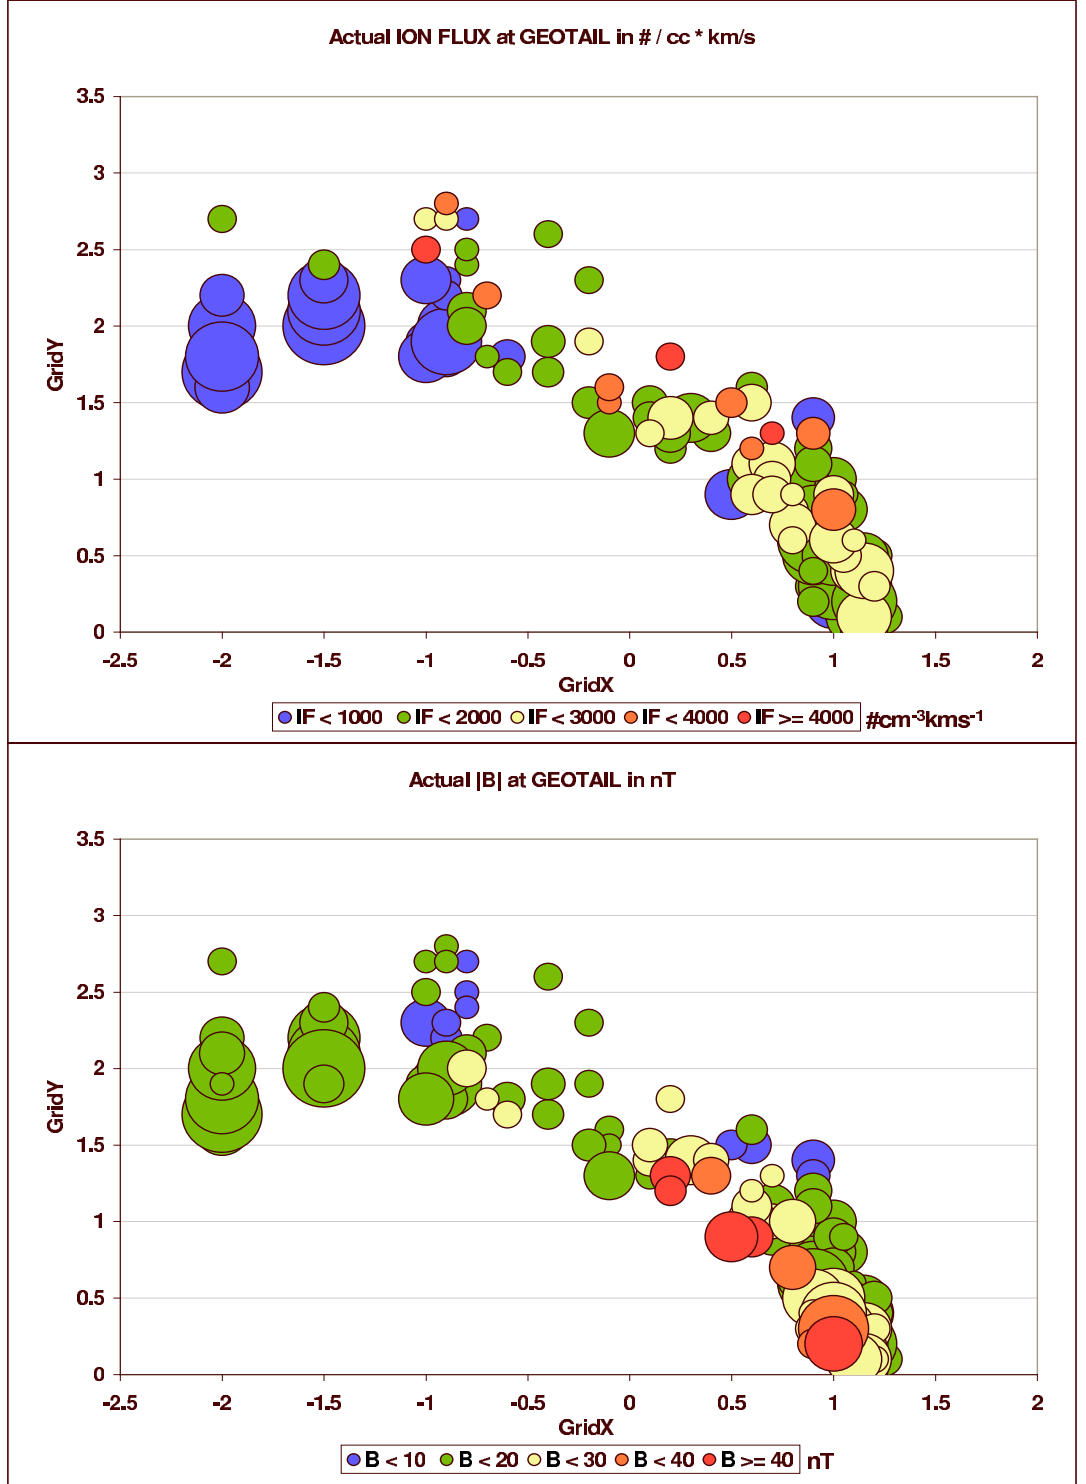 Actual ION FLUX at GEOTAIL in # / cc * km/s
3.5
3
2.5
2
1.5
1
0.5
0
GridY
-2.5 -2 -1.5 -1 -0.5 0 0.5 1 1.5 2
GridX
IF < 1000 IF < 2000 IF < 3000 IF < 4000 IF >= 4000 #cm⁻³kms⁻¹
Actual |B| at GEOTAIL in nT
3.5
3
2.5
2
1.5
1
0.5
0
GridY
-2.5 -2 -1.5 -1 -0.5 0 0.5 1 1.5 2
GridX
B < 10 B < 20 B < 30 B < 40 B >= 40 nT